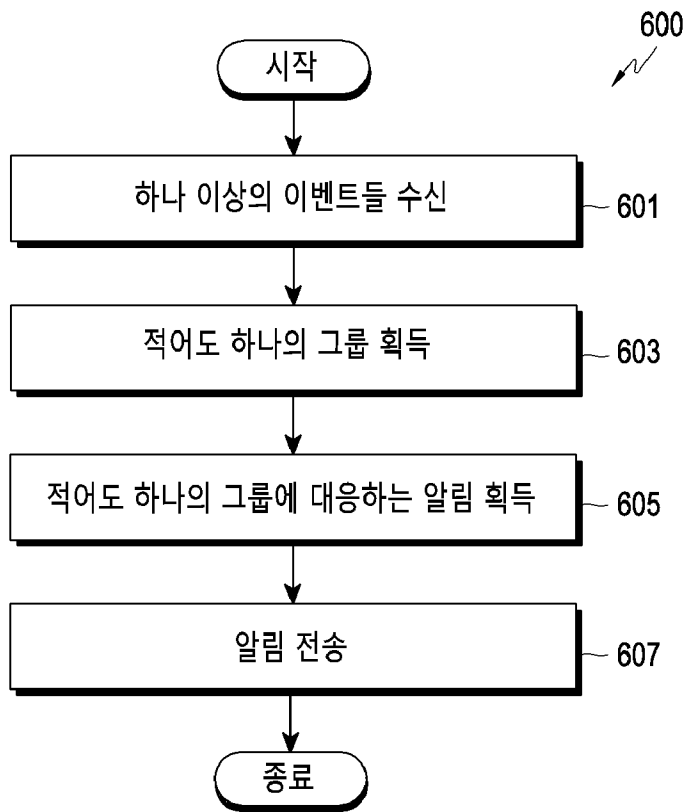 600
시작
하나 이상의 이벤트들 수신
601
적어도 하나의 그룹 획득
603
적어도 하나의 그룹에 대응하는 알림 획득
605
알림 전송
607
종료